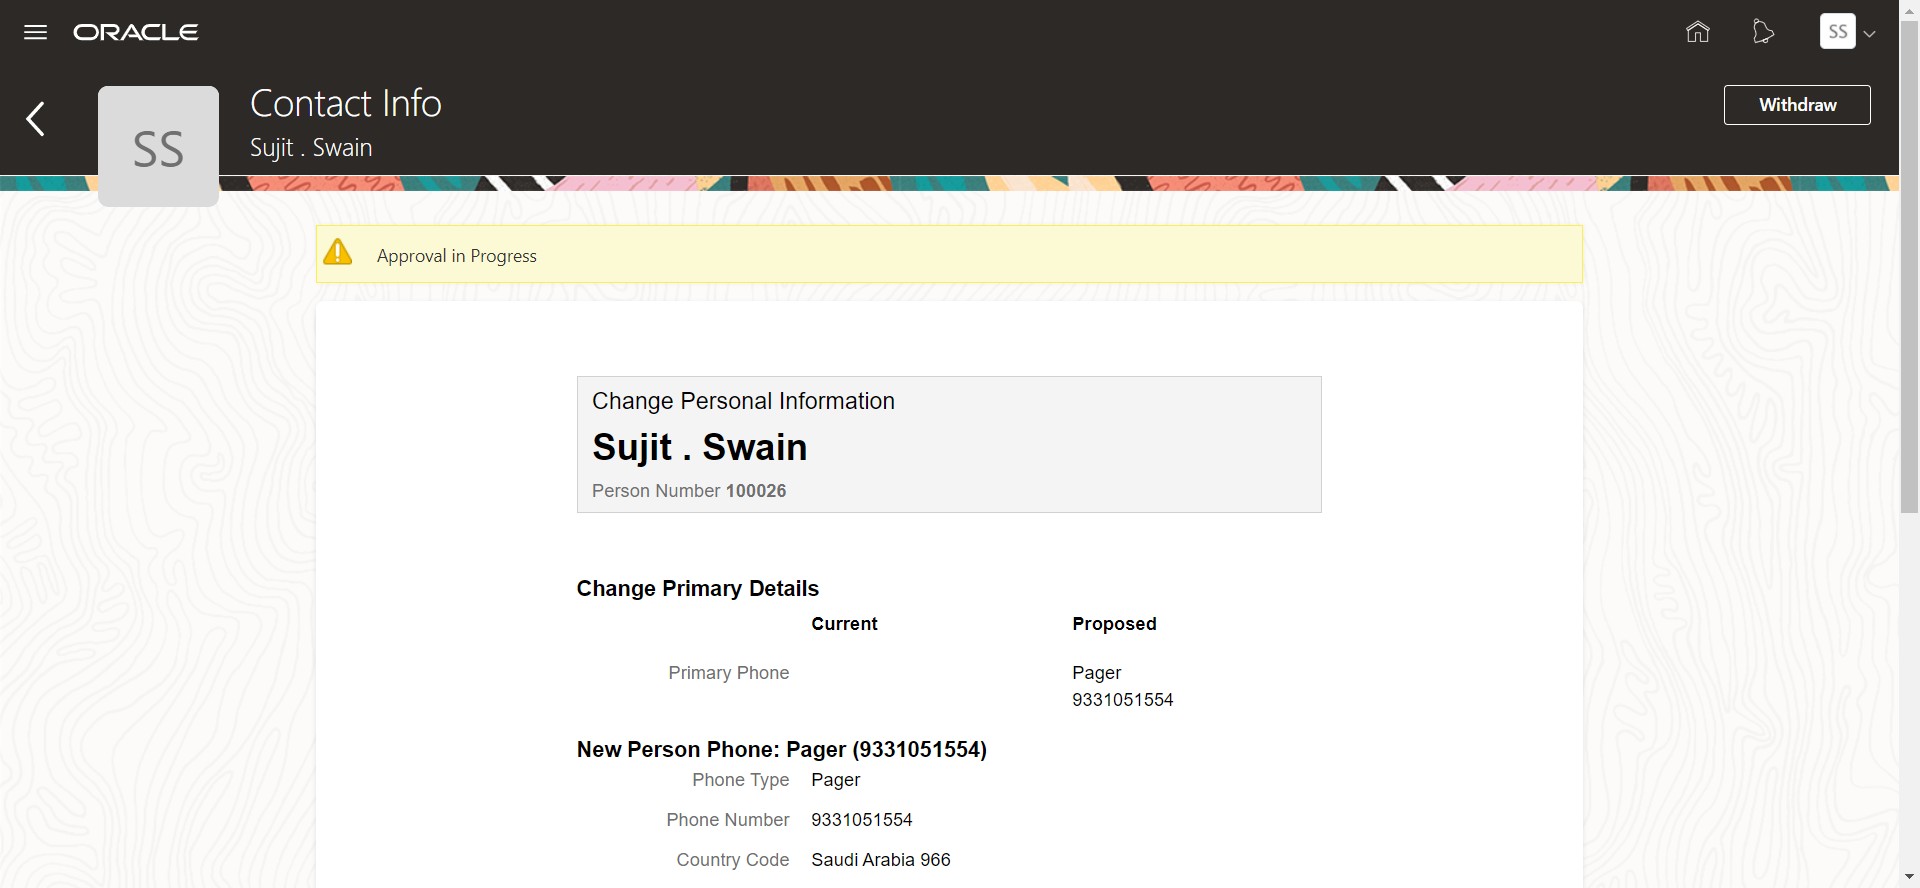 ORACLE
SS
SS
Contact Info
Sujit . Swain
Withdraw
Approval in Progress
Change Personal Information
Sujit . Swain
Person Number 100026
Change Primary Details
Current Proposed
Primary Phone Pager
9331051554
New Person Phone: Pager (9331051554)
Phone Type Pager
Phone Number 9331051554
Country Code Saudi Arabia 966